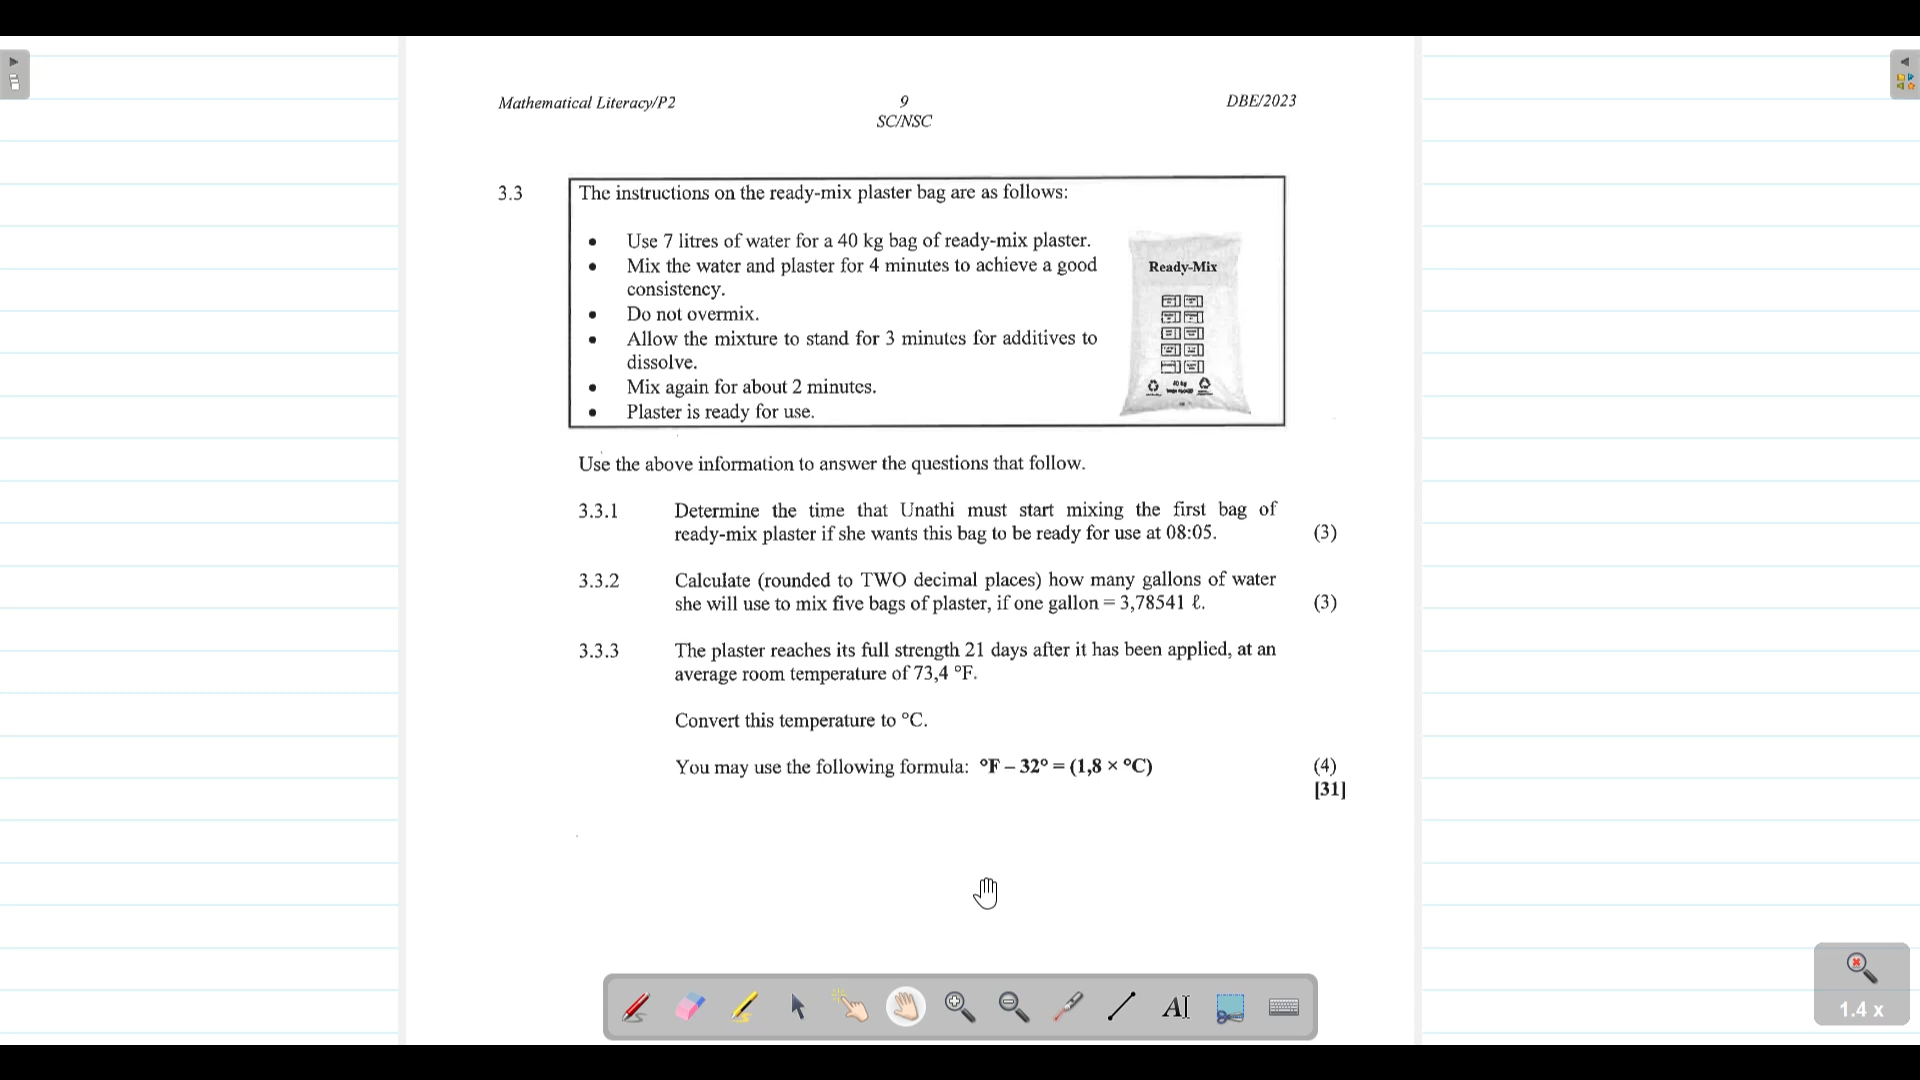 Mathematical Literacy/P2 9 DBE/2023
SC/NSC
3.3 The instructions on the ready-mix plaster bag are as follows:
• Use 7 litres of water for a 40 kg bag of ready-mix plaster.
• Mix the water and plaster for 4 minutes to achieve a good
consistency.
• Do not overmix.
• Allow the mixture to stand for 3 minutes for additives to
dissolve.
• Mix again for about 2 minutes.
• Plaster is ready for use.
Ready-Mix
Use the above information to answer the questions that follow.
3.3.1 Determine the time that Unathi must start mixing the first bag of
ready-mix plaster if she wants this bag to be ready for use at 08:05. (3)
3.3.2 Calculate (rounded to TWO decimal places) how many gallons of water
she will use to mix five bags of plaster, if one gallon = 3,78541 ℓ. (3)
3.3.3 The plaster reaches its full strength 21 days after it has been applied, at an
average room temperature of 73,4 °F.
Convert this temperature to °C.
You may use the following formula: °F – 32° = (1,8 × °C) (4)
[31]
AI
1.4 x